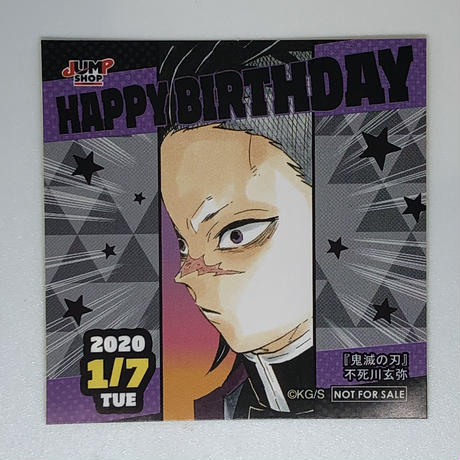 JUMP
SHOP
HAPPY BIRTHDAY
2020
1/7
TUE
『鬼滅の刃』
不死川玄弥
©KG/S NOT FOR SALE